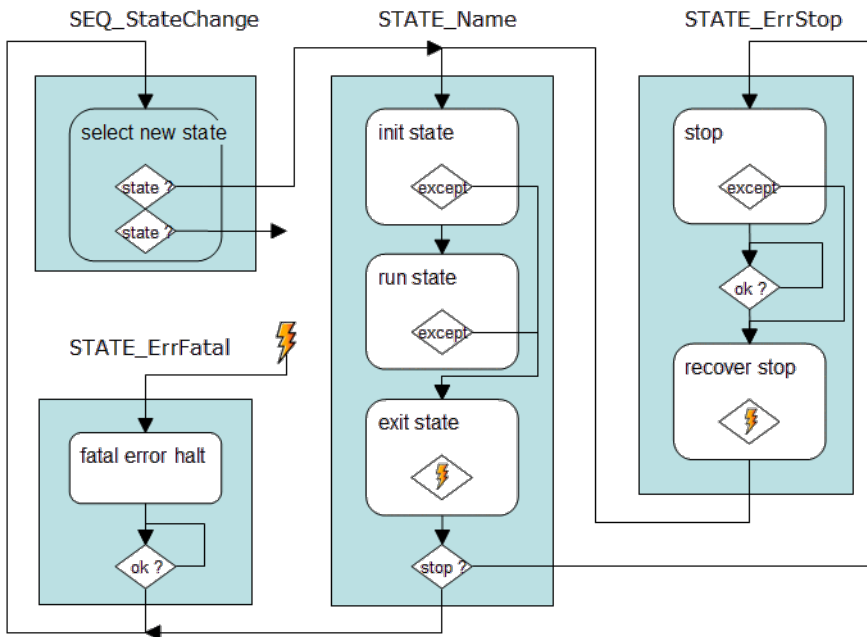 SEQ_StateChange
select new state
state ?
state ?
STATE_ErrFatal
fatal error halt
ok ?
STATE_Name
init state
except
run state
except
exit state
stop ?
STATE_ErrStop
stop
except
ok ?
recover stop